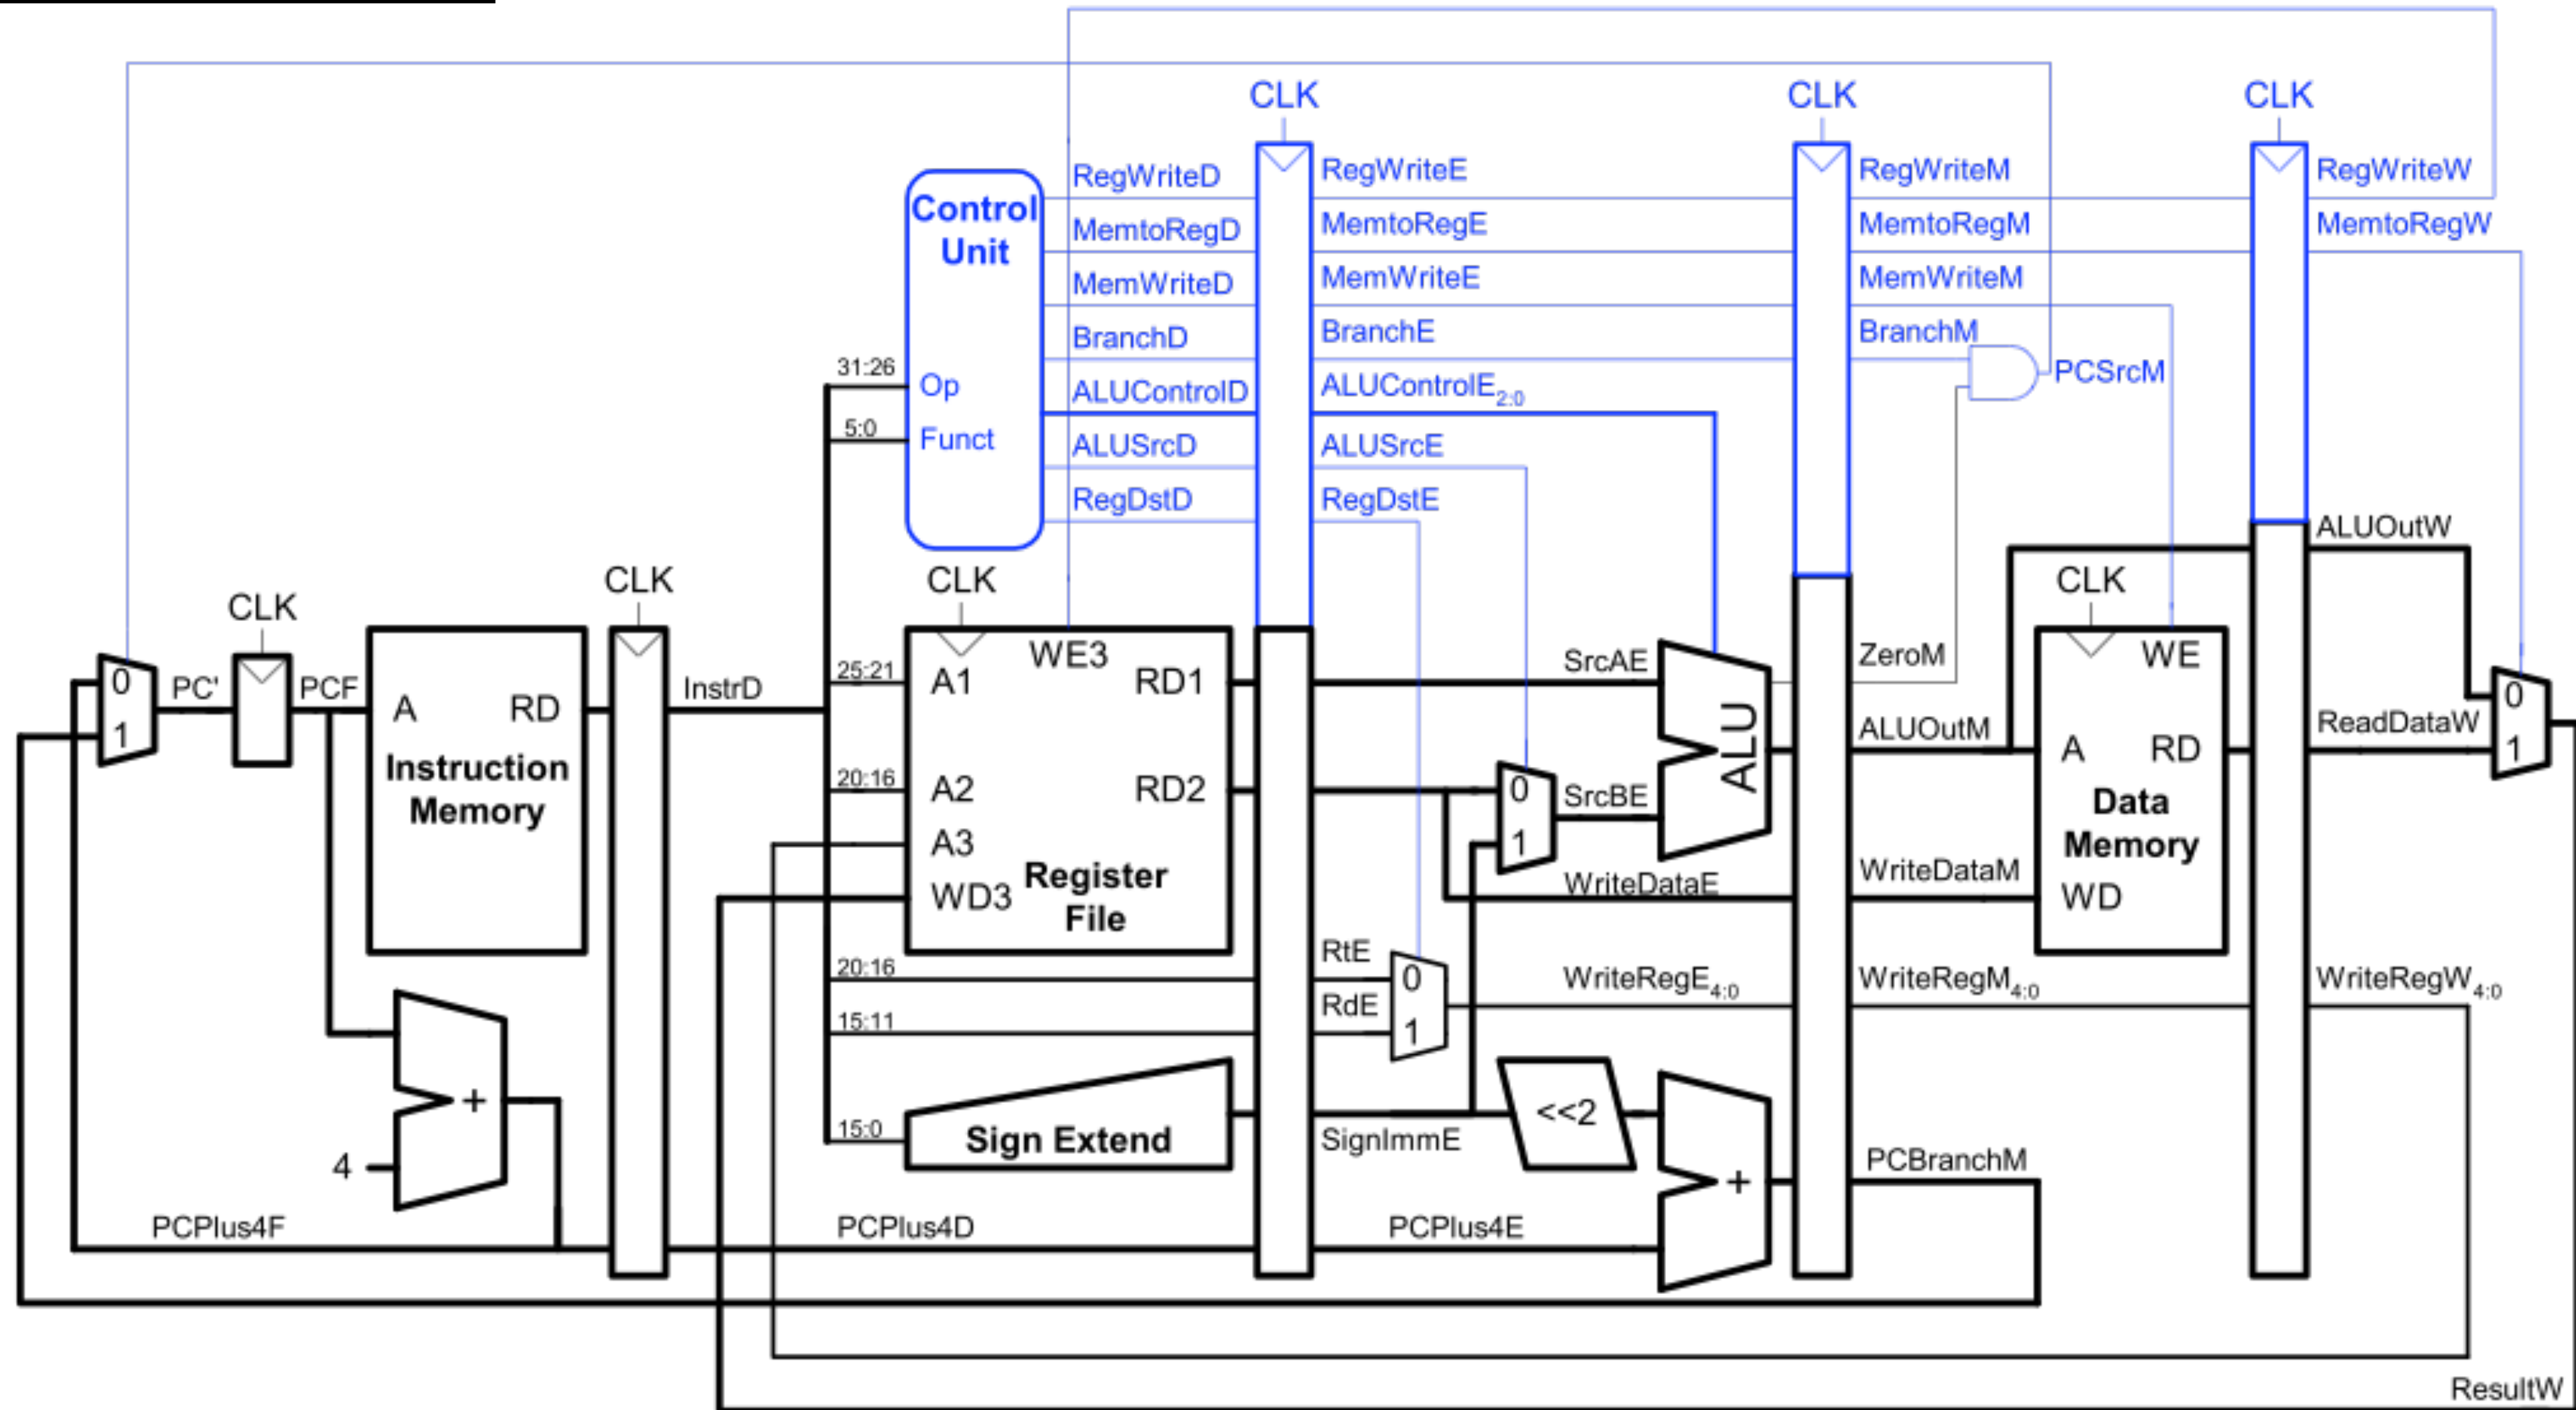 CLK
CLK
CLK
RegWriteD
RegWriteE
RegWriteM
RegWriteW
Control
Unit
MemtoRegD
MemtoRegE
MemtoRegM
MemtoRegW
MemWriteD
MemWriteE
MemWriteM
BranchD
BranchE
BranchM
31:26
Op
ALUControlD
ALUControlE2:0
PCSrcM
5:0
Funct
ALUSrcD
ALUSrcE
RegDstD
RegDstE
ALUOutW
CLK
CLK
CLK
CLK
0
1
PC'
PCF
A
RD
Instruction
Memory
InstrD
25:21
A1
WE3
RD1
20:16
A2
RD2
A3
WD3
Register
File
SrcAE
0
1
SrcBE
ALU
ZeroM
ALUOutM
WE
A
RD
Data
Memory
WD
ReadDataW
0
1
WriteDataE
WriteDataM
20:16
RtE
0
WriteRegE4:0
WriteRegM4:0
WriteRegW4:0
15:11
RdE
1
+
4
15:0
Sign Extend
SignImmE
<<2
+
PCBranchM
PCPlus4F
PCPlus4D
PCPlus4E
ResultW